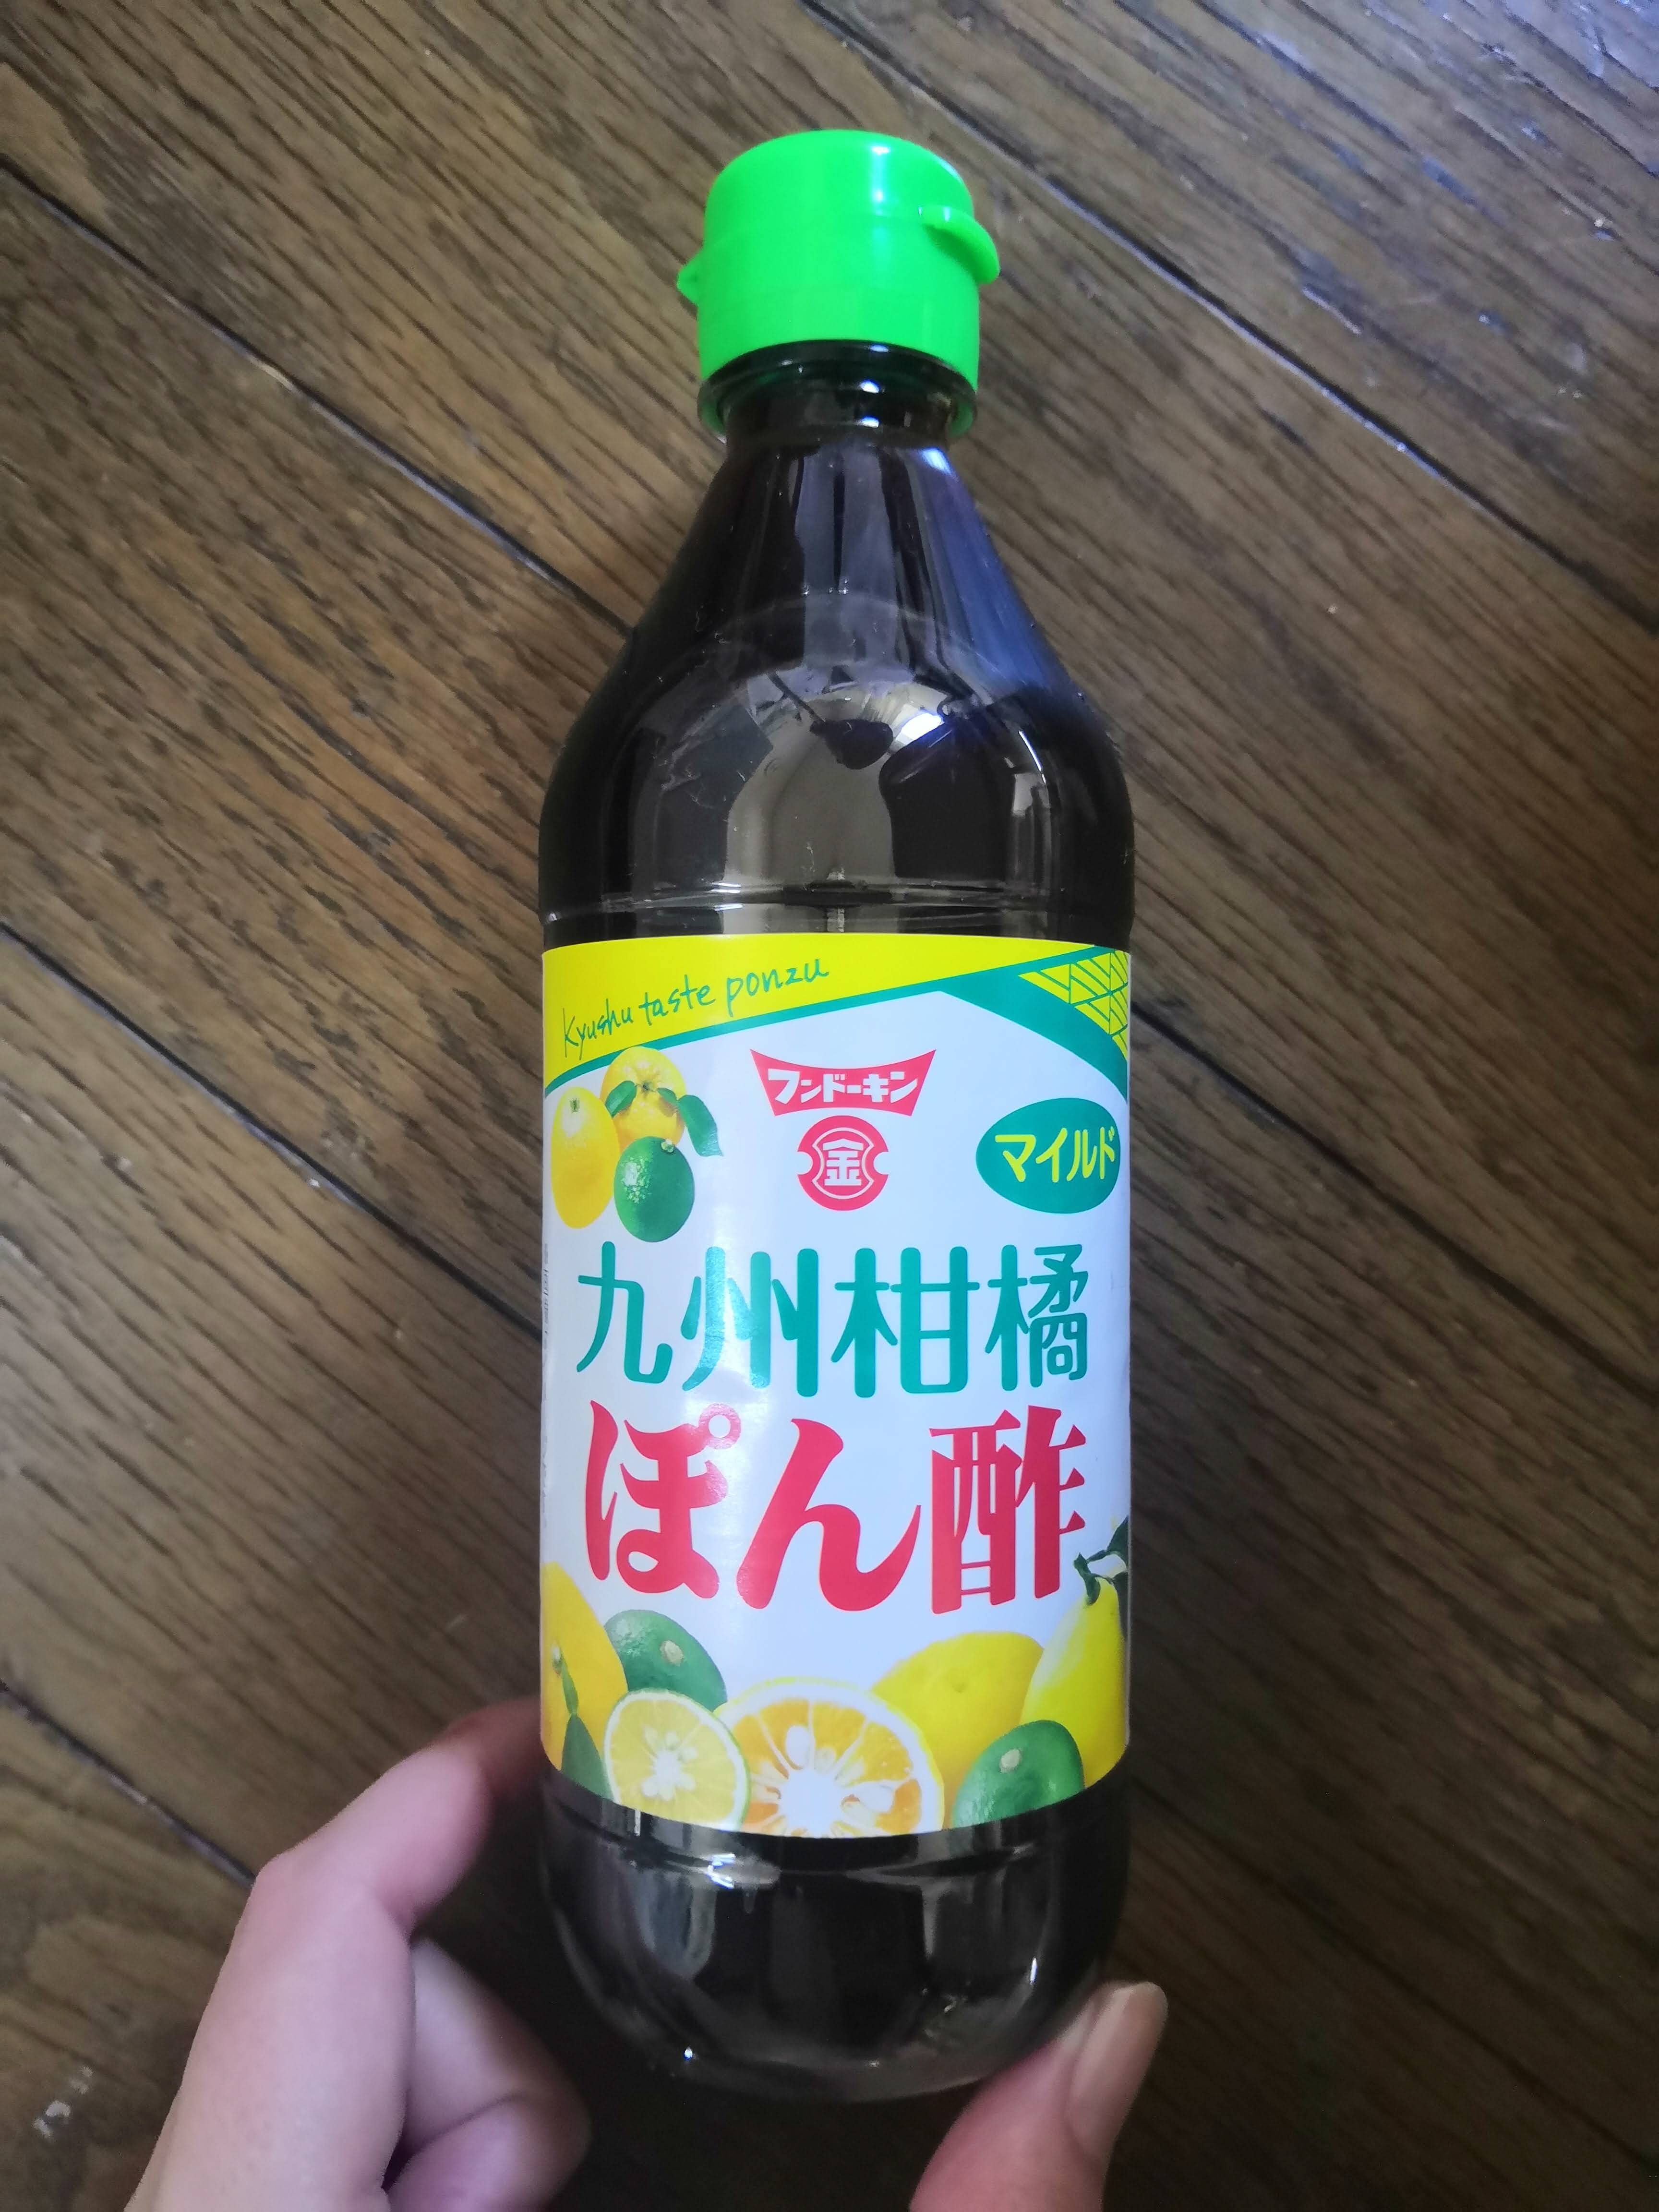 Kyushu taste ponzu
フンドーキン
金
マイルド
九州柑橘
ぽん酢